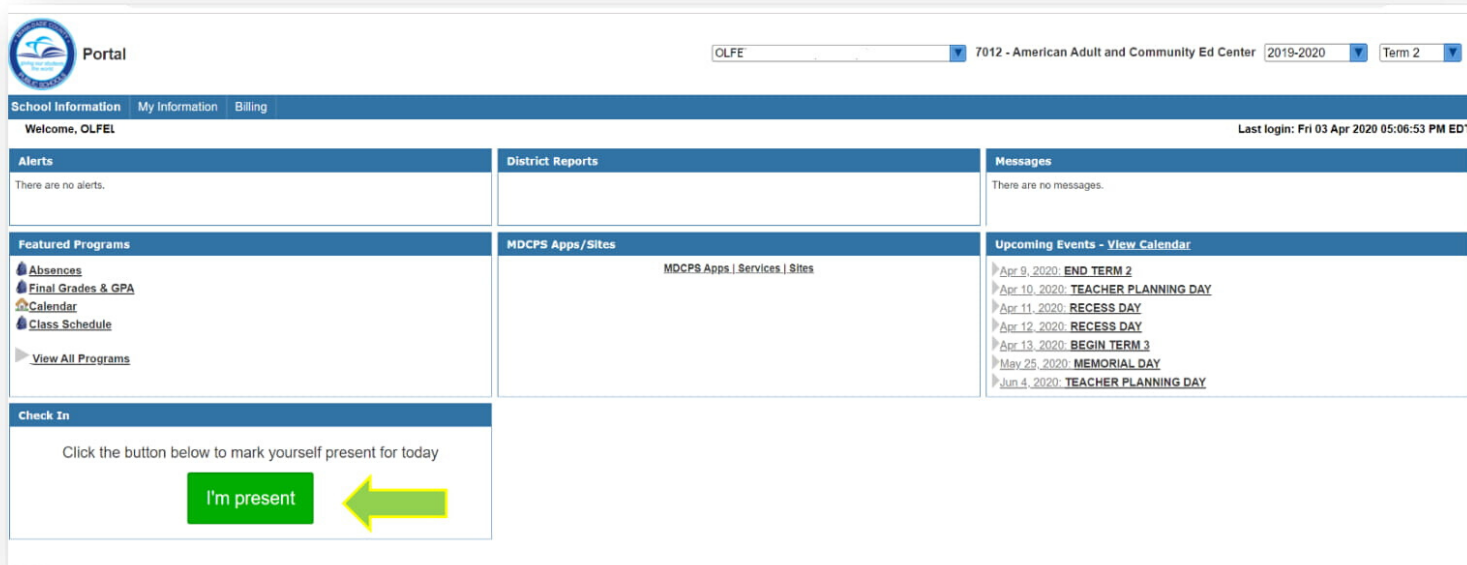 Portal
OLFE
7012 - American Adult and Community Ed Center
2019-2020
Term 2
School Information
My Information
Billing
Welcome, OLFEL
Last login: Fri 03 Apr 2020 05:06:53 PM EDT
Alerts
There are no alerts.
District Reports
Messages
There are no messages.
Featured Programs
Absences
Final Grades & GPA
Calendar
Class Schedule
View All Programs
MDCPS Apps/Sites
MDCPS Apps | Services | Sites
Upcoming Events - View Calendar
Apr 9, 2020: END TERM 2
Apr 10, 2020: TEACHER PLANNING DAY
Apr 11, 2020: RECESS DAY
Apr 12, 2020: RECESS DAY
Apr 13, 2020: BEGIN TERM 3
May 25, 2020: MEMORIAL DAY
Jun 4, 2020: TEACHER PLANNING DAY
Check In
Click the button below to mark yourself present for today
I'm present